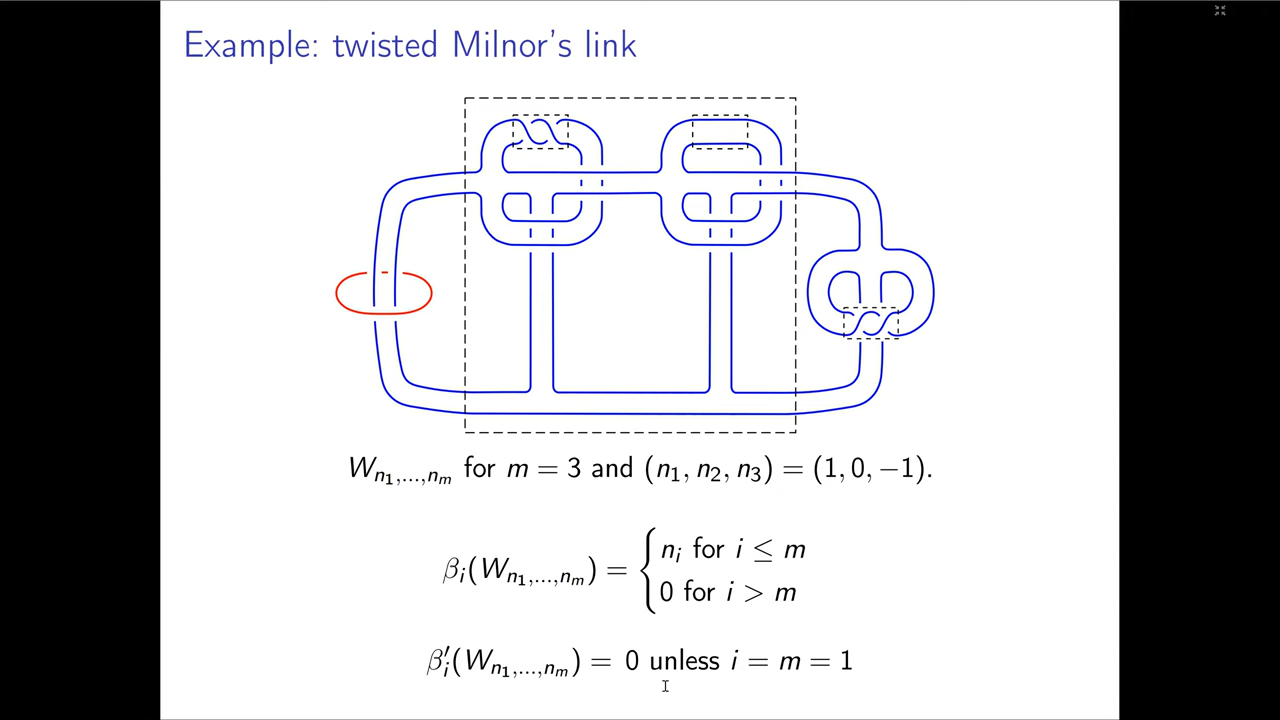 Example: twisted Milnor's link
W_{n_1,...,n_m} for m = 3 and (n_1, n_2, n_3) = (1, 0, −1).
β_i(W_{n_1,...,n_m}) = { n_i for i ≤ m
0 for i > m
β′_i(W_{n_1,...,n_m}) = 0 unless i = m = 1